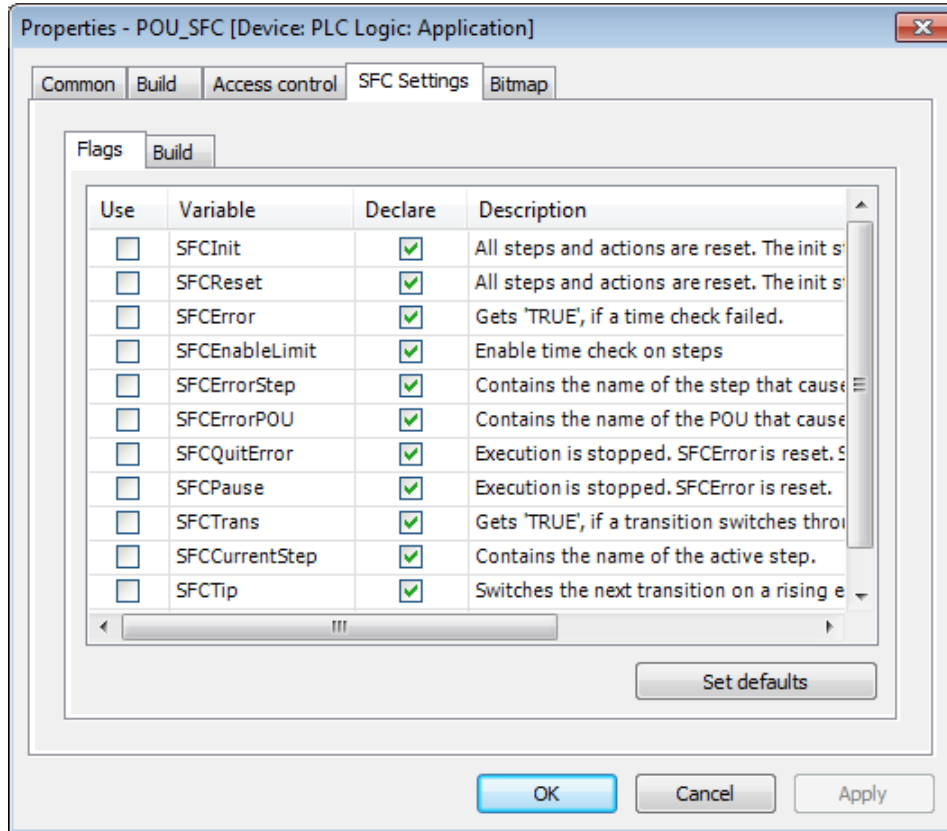 Properties - POU_SFC [Device: PLC Logic: Application]
Common Build Access control SFC Settings Bitmap
Flags Build
Use Variable Declare Description
SFCInit All steps and actions are reset. The init
SFCReset All steps and actions are reset. The init
SFCError Gets 'TRUE', if a time check failed.
SFCEnableLimit Enable time check on steps
SFCErrorStep Contains the name of the step that cause
SFCErrorPOU Contains the name of the POU that cause
SFCQuitError Execution is stopped. SFCError is reset.
SFCPause Execution is stopped. SFCError is reset.
SFCTrans Gets 'TRUE', if a transition switches
SFCCurrentStep Contains the name of the active step.
SFCTip Switches the next transition on a rising e
Set defaults
OK Cancel Apply